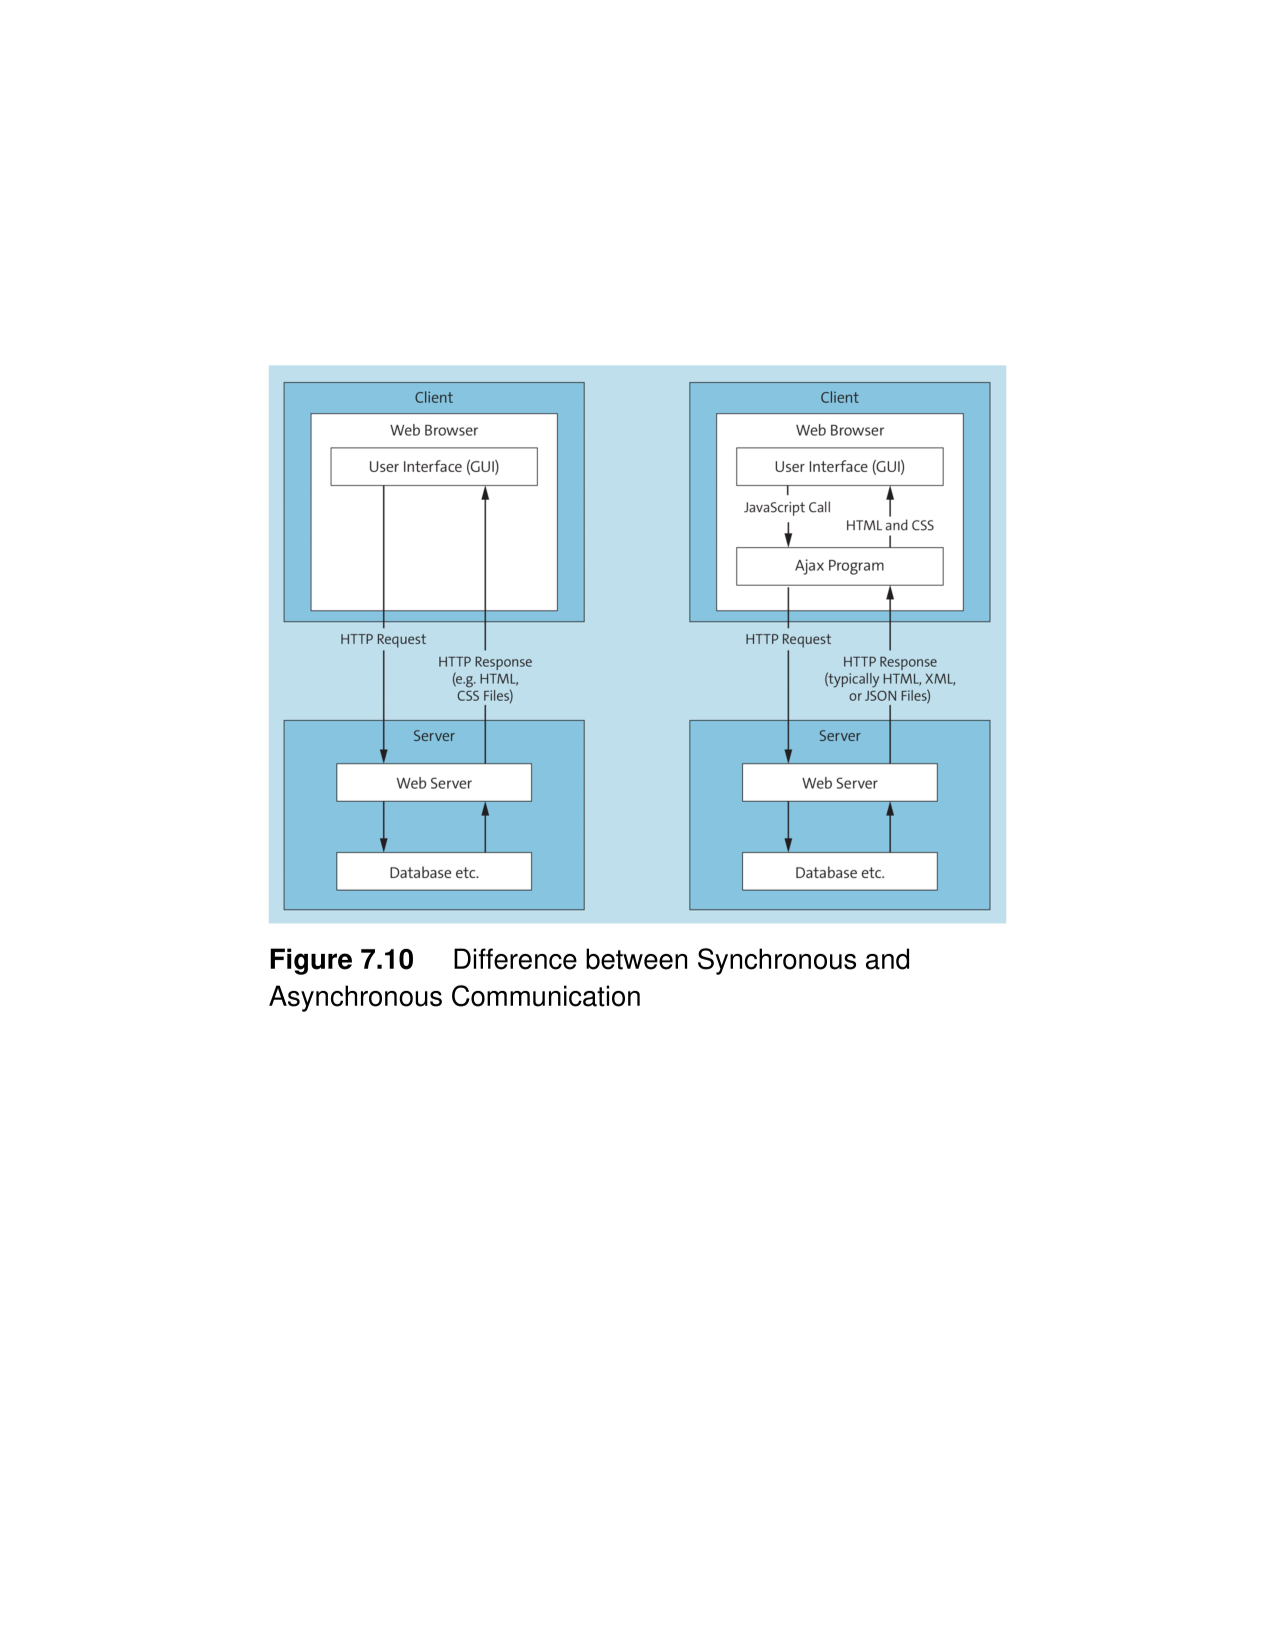 Client
Web Browser
User Interface (GUI)
HTTP Request
HTTP Response
(e.g. HTML,
CSS Files)
Server
Web Server
Database etc.
Client
Web Browser
User Interface (GUI)
JavaScript Call
HTML and CSS
Ajax Program
HTTP Request
HTTP Response
(typically HTML, XML,
or JSON Files)
Server
Web Server
Database etc.
Figure 7.10 Difference between Synchronous and
Asynchronous Communication